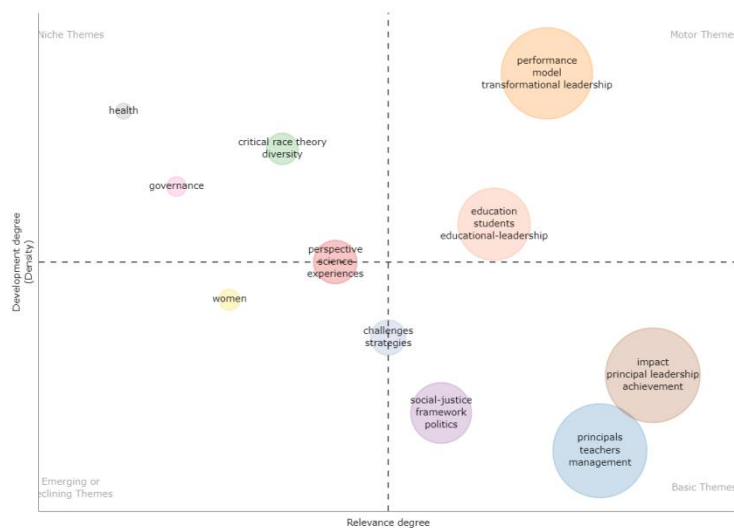 Niche Themes
Motor Themes
performance
model
transformational leadership
health
critical race theory
diversity
governance
education
students
educational-leadership
perspective
science
experiences
women
challenges
strategies
impact
principal leadership
achievement
social-justice
framework
politics
principals
teachers
management
Emerging or
eclining Themes
Basic Themes
Relevance degree
Development degree
(Density)